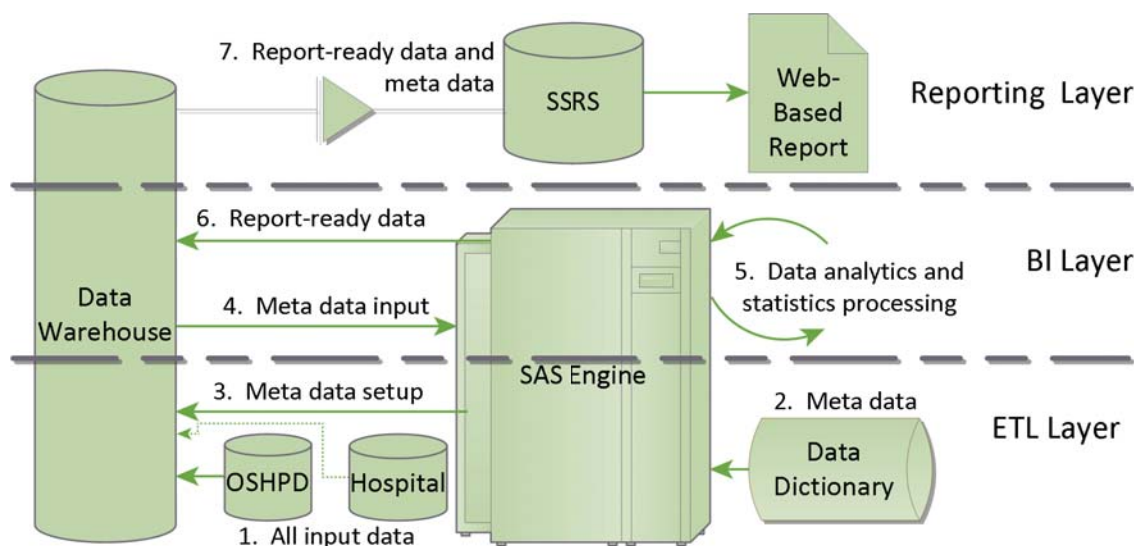 7. Report-ready data and
meta data
SSRS
Web-
Based
Report
Reporting Layer
6. Report-ready data
BI Layer
5. Data analytics and
statistics processing
Data
Warehouse
4. Meta data input
SAS Engine
3. Meta data setup
2. Meta data
ETL Layer
OSHPD
Hospital
Data
Dictionary
1. All input data